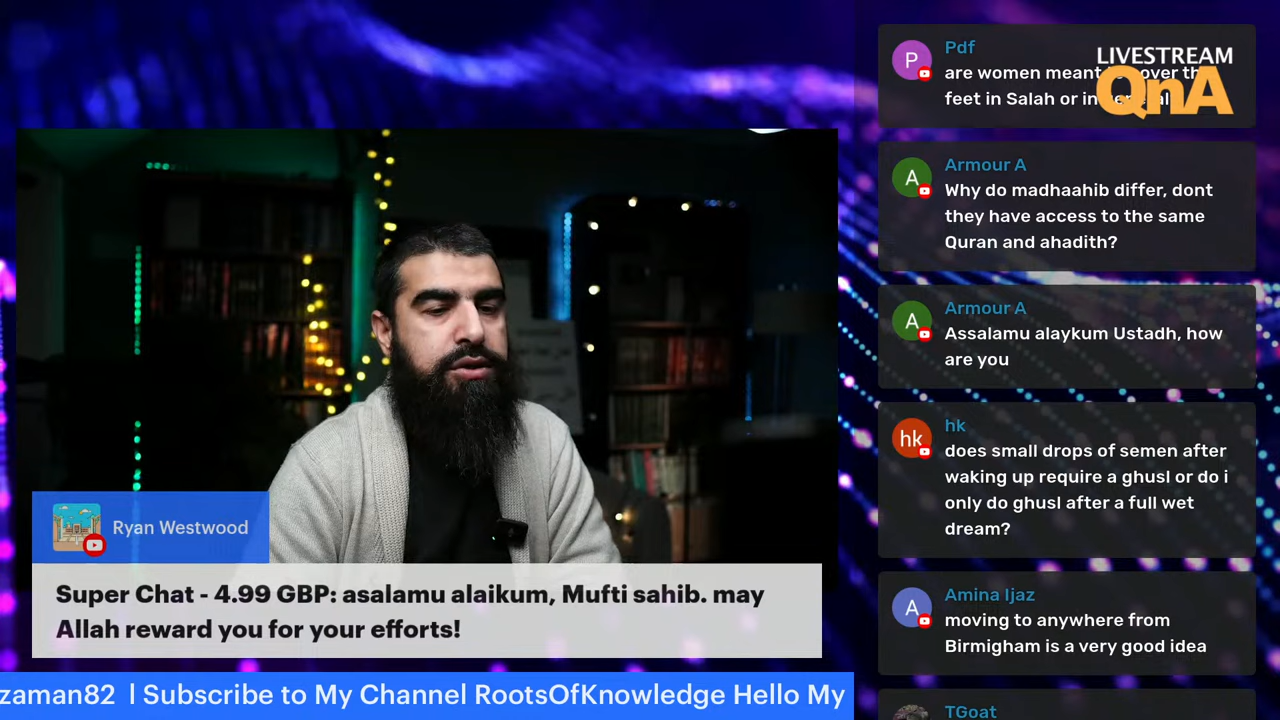 LIVESTREAM
QnA
P
Pdf
are women meant over th
feet in Salah or in
A
Armour A
Why do madhaahib differ, dont
they have access to the same
Quran and ahadith?
A
Armour A
Assalamu alaykum Ustadh, how
are you
hk
hk
does small drops of semen after
waking up require a ghusl or do i
only do ghusl after a full wet
dream?
A
Amina Ijaz
moving to anywhere from
Birmigham is a very good idea
TGoat
Ryan Westwood
Super Chat - 4.99 GBP: asalamu alaikum, Mufti sahib. may
Allah reward you for your efforts!
zaman82 l Subscribe to My Channel RootsOfKnowledge Hello My